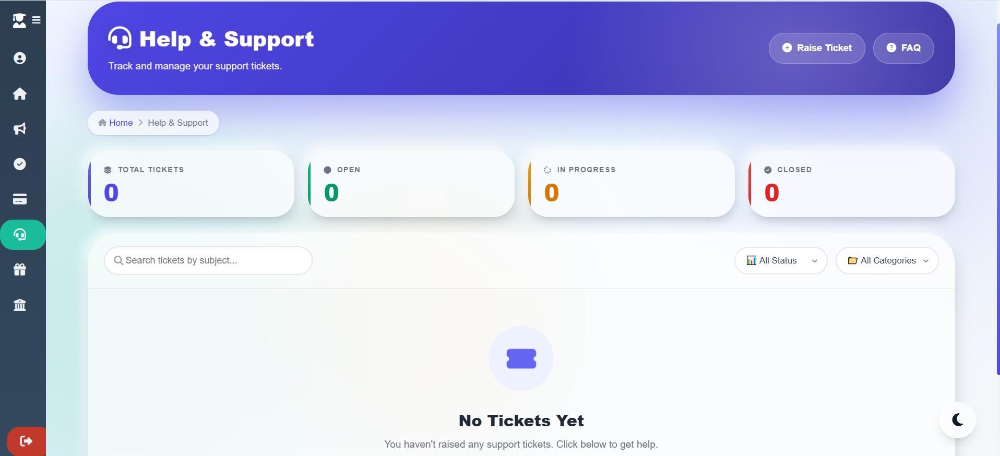 Help & Support
Track and manage your support tickets.
Raise Ticket
FAQ
Home
Help & Support
TOTAL TICKETS
0
OPEN
0
IN PROGRESS
0
CLOSED
0
Search tickets by subject...
All Status
All Categories
No Tickets Yet
You haven't raised any support tickets. Click below to get help.